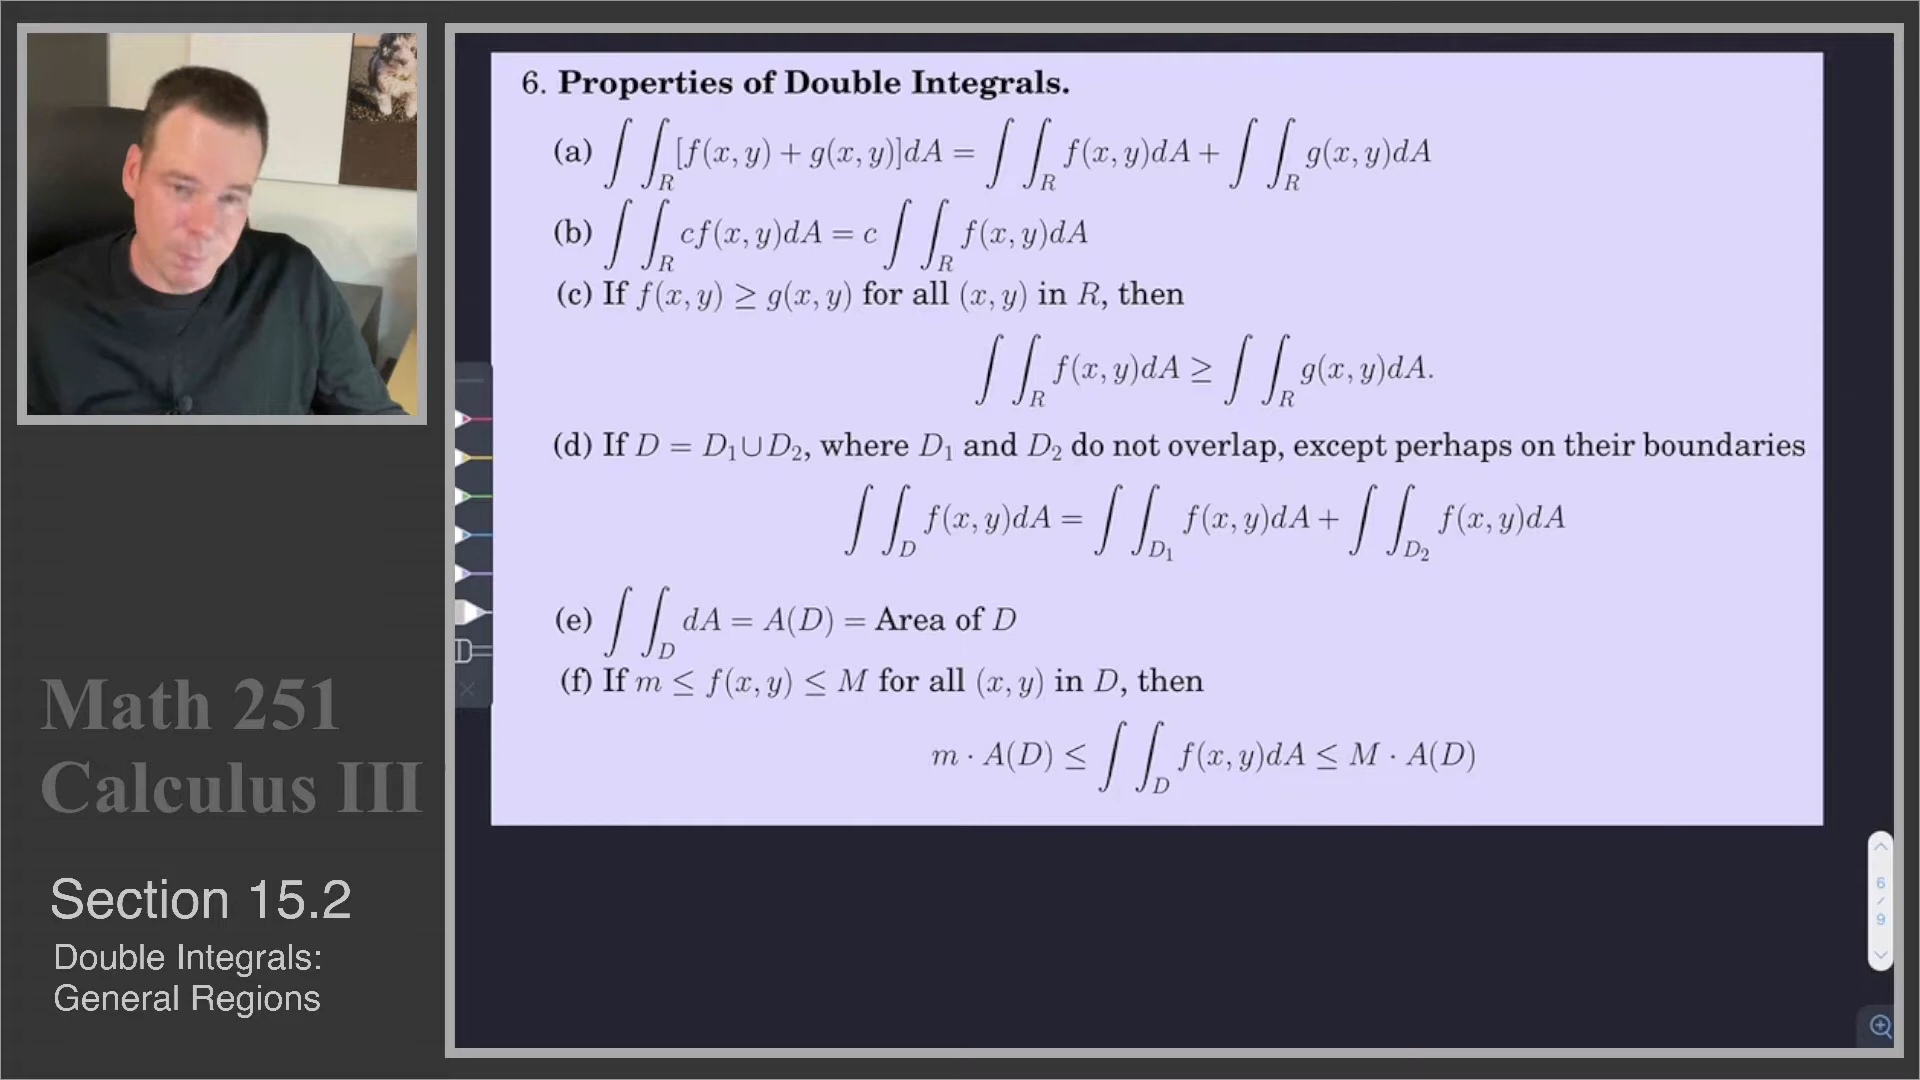 6. Properties of Double Integrals.
(a) ∫∫_R [f(x, y) + g(x, y)]dA = ∫∫_R f(x, y)dA + ∫∫_R g(x, y)dA
(b) ∫∫_R cf(x, y)dA = c ∫∫_R f(x, y)dA
(c) If f(x, y) ≥ g(x, y) for all (x, y) in R, then
∫∫_R f(x, y)dA ≥ ∫∫_R g(x, y)dA.
(d) If D = D₁∪D₂, where D₁ and D₂ do not overlap, except perhaps on their boundaries
∫∫_D f(x, y)dA = ∫∫_D₁ f(x, y)dA + ∫∫_D₂ f(x, y)dA
(e) ∫∫_D dA = A(D) = Area of D
(f) If m ≤ f(x, y) ≤ M for all (x, y) in D, then
m · A(D) ≤ ∫∫_D f(x, y)dA ≤ M · A(D)
Math 251
Calculus III
Section 15.2
Double Integrals:
General Regions
6
/
9